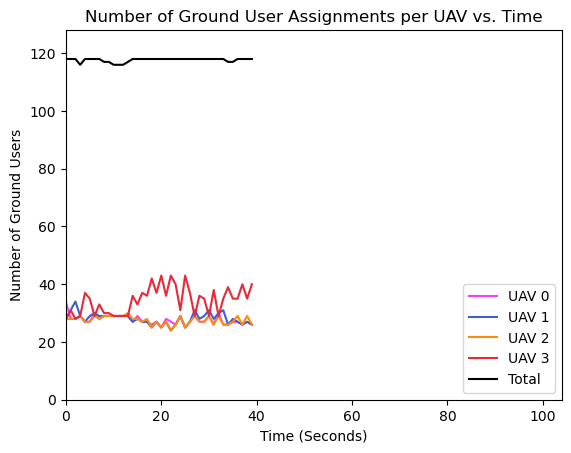 Number of Ground User Assignments per UAV vs. Time
Number of Ground Users
120
100
80
60
40
20
0
0 20 40 60 80 100
Time (Seconds)
UAV 0
UAV 1
UAV 2
UAV 3
Total